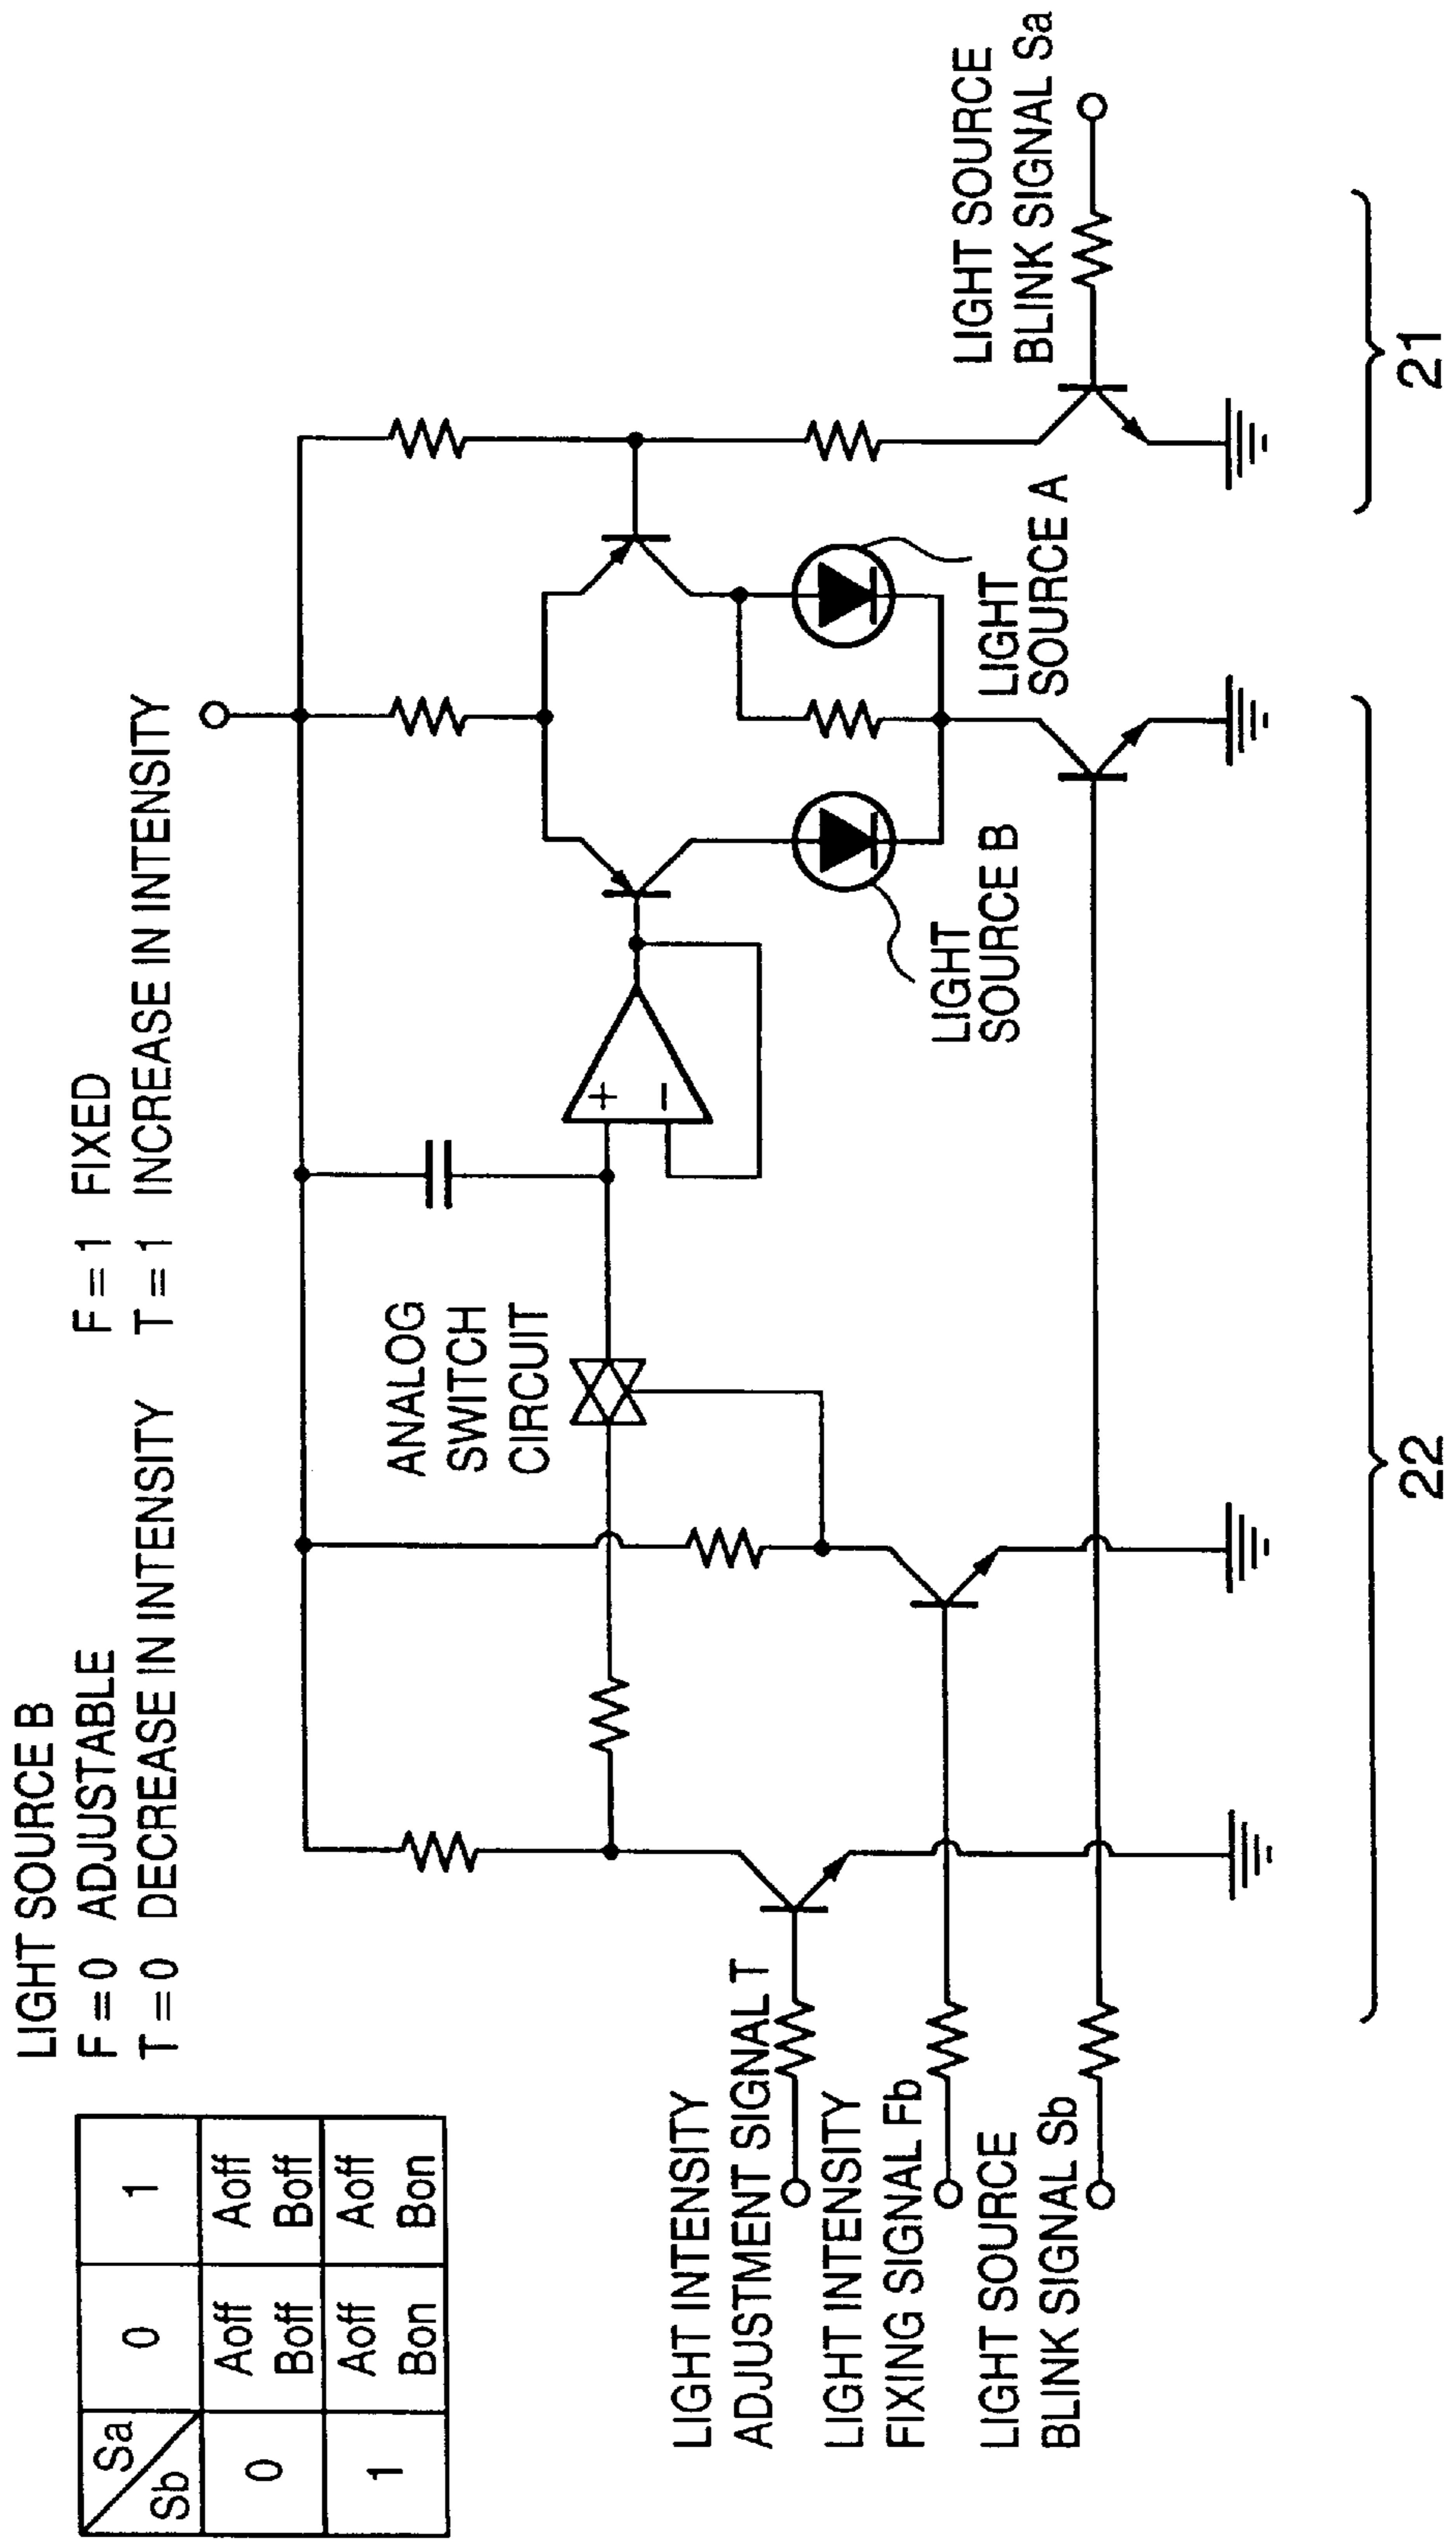 Sa 0 1
Sb
0 Aoff Aoff
Boff Boff
1 Aoff Aoff
Bon Bon
LIGHT SOURCE B
F=0 ADJUSTABLE F=1 FIXED
T=0 DECREASE IN INTENSITY T=1 INCREASE IN INTENSITY
ANALOG
SWITCH
CIRCUIT
+
−
LIGHT INTENSITY
ADJUSTMENT SIGNAL T
LIGHT INTENSITY
FIXING SIGNAL Fb
LIGHT SOURCE
BLINK SIGNAL Sb
LIGHT
SOURCE B
LIGHT
SOURCE A
LIGHT SOURCE
BLINK SIGNAL Sa
22
21